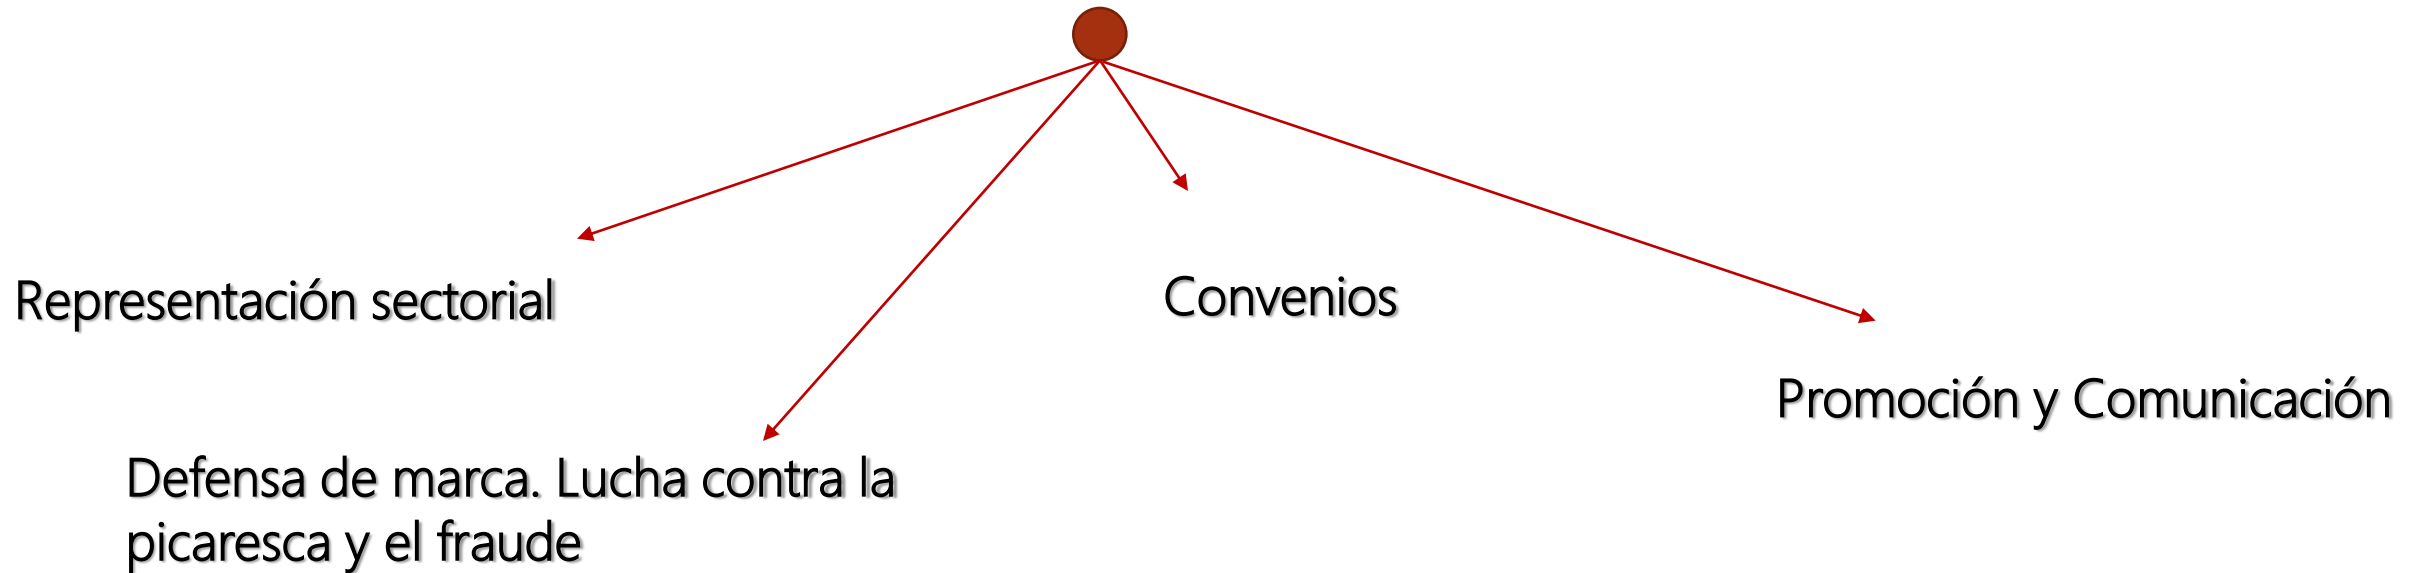 Representación sectorial
Convenios
Promoción y Comunicación
Defensa de marca. Lucha contra la
picaresca y el fraude